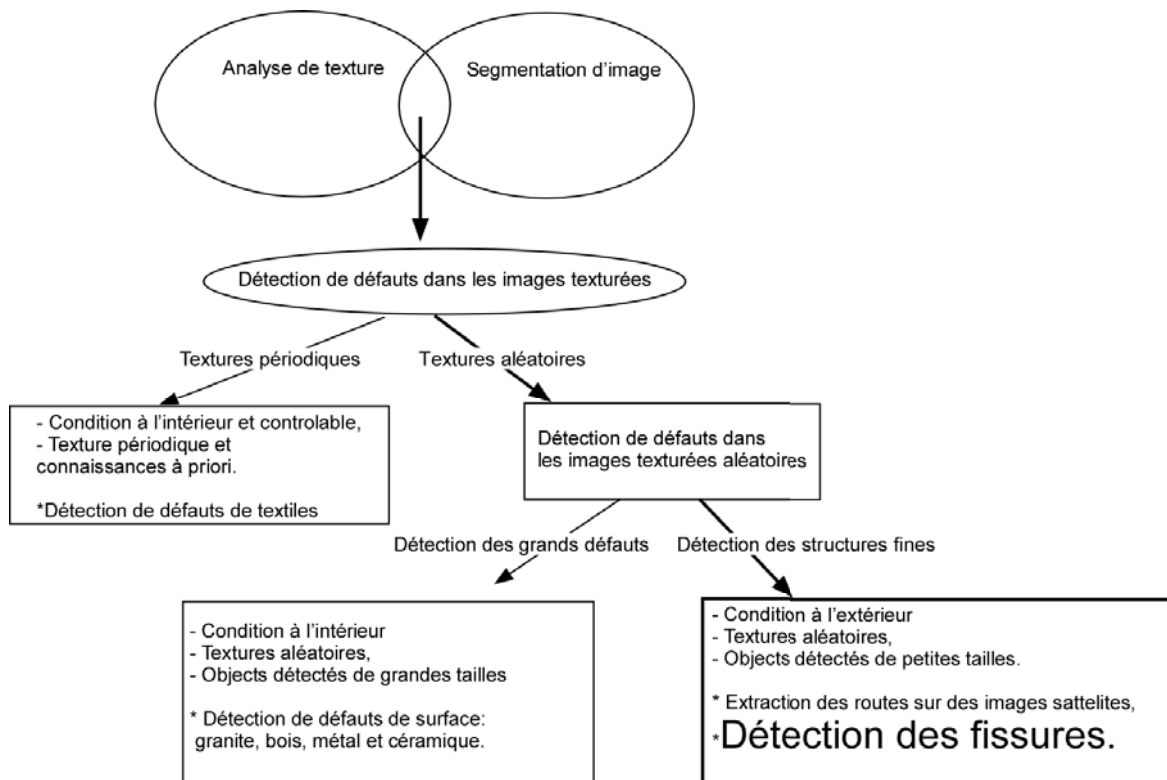 Analyse de texture
Segmentation d'image
Détection de défauts dans les images texturées
Textures périodiques
Textures aléatoires
- Condition à l'intérieur et controlable,
- Texture périodique et
connaissances à priori.
*Détection de défauts de textiles
Détection de défauts dans
les images texturées aléatoires
Détection des grands défauts
Détection des structures fines
- Condition à l'intérieur
- Textures aléatoires,
- Objects détectés de grandes tailles
* Détection de défauts de surface:
granite, bois, métal et céramique.
- Condition à l'extérieur
- Textures aléatoires,
- Objects détectés de petites tailles.
* Extraction des routes sur des images sattelites,
*Détection des fissures.